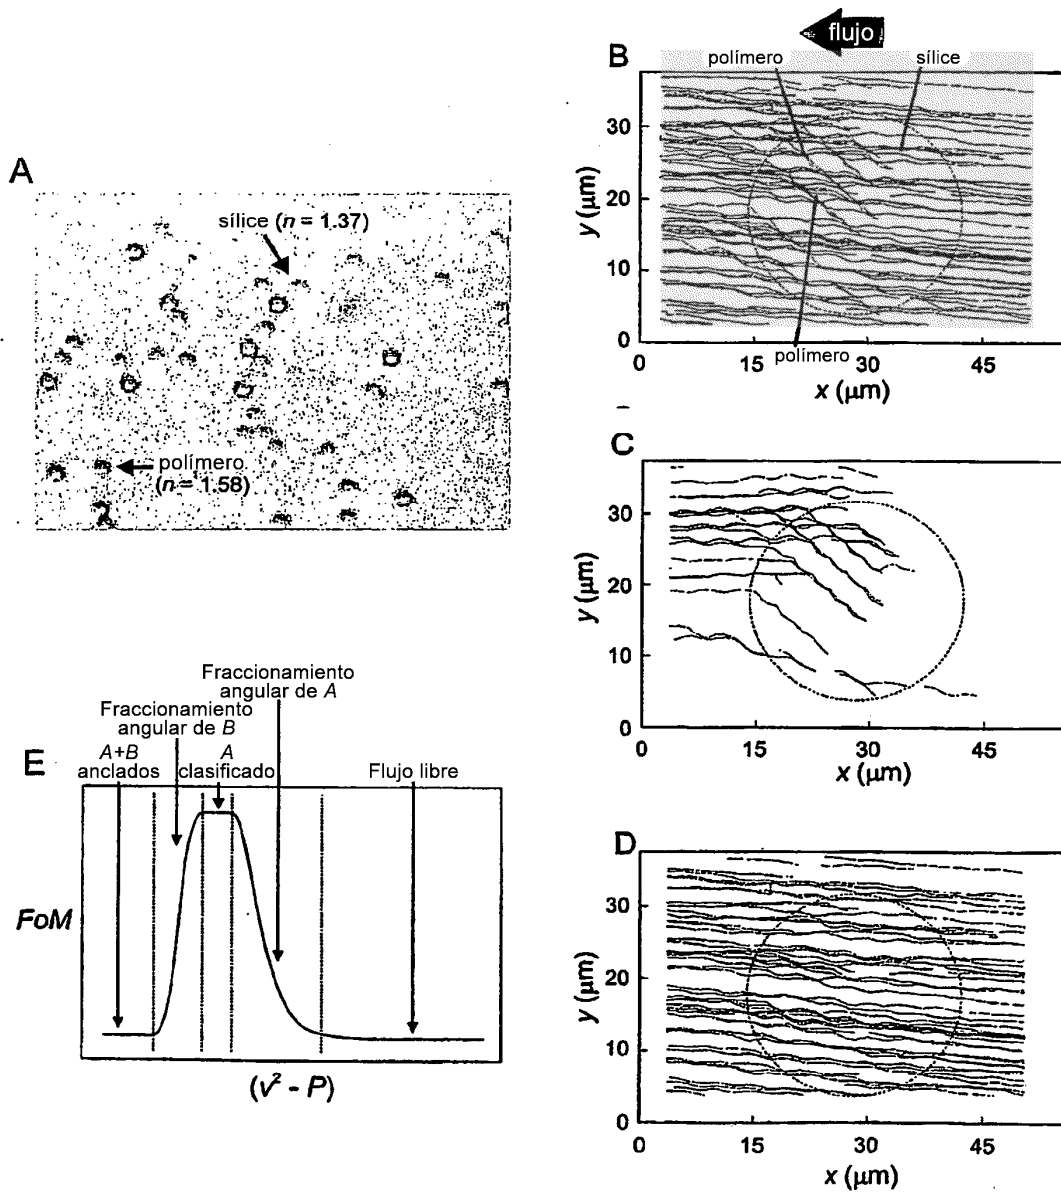 A
sílice (n = 1.37)
polímero
(n = 1.58)
flujo
B
polímero
sílice
30
20
10
0
y (µm)
polímero
0
15
30
45
x (µm)
C
30
20
10
0
y (µm)
0
15
30
45
x (µm)
D
30
20
10
0
y (µm)
0
15
30
45
x (µm)
E
Fraccionamiento
angular de A
Fraccionamiento
angular de B
A+B
anclados
A
clasificado
Flujo libre
FoM
(v² - P)